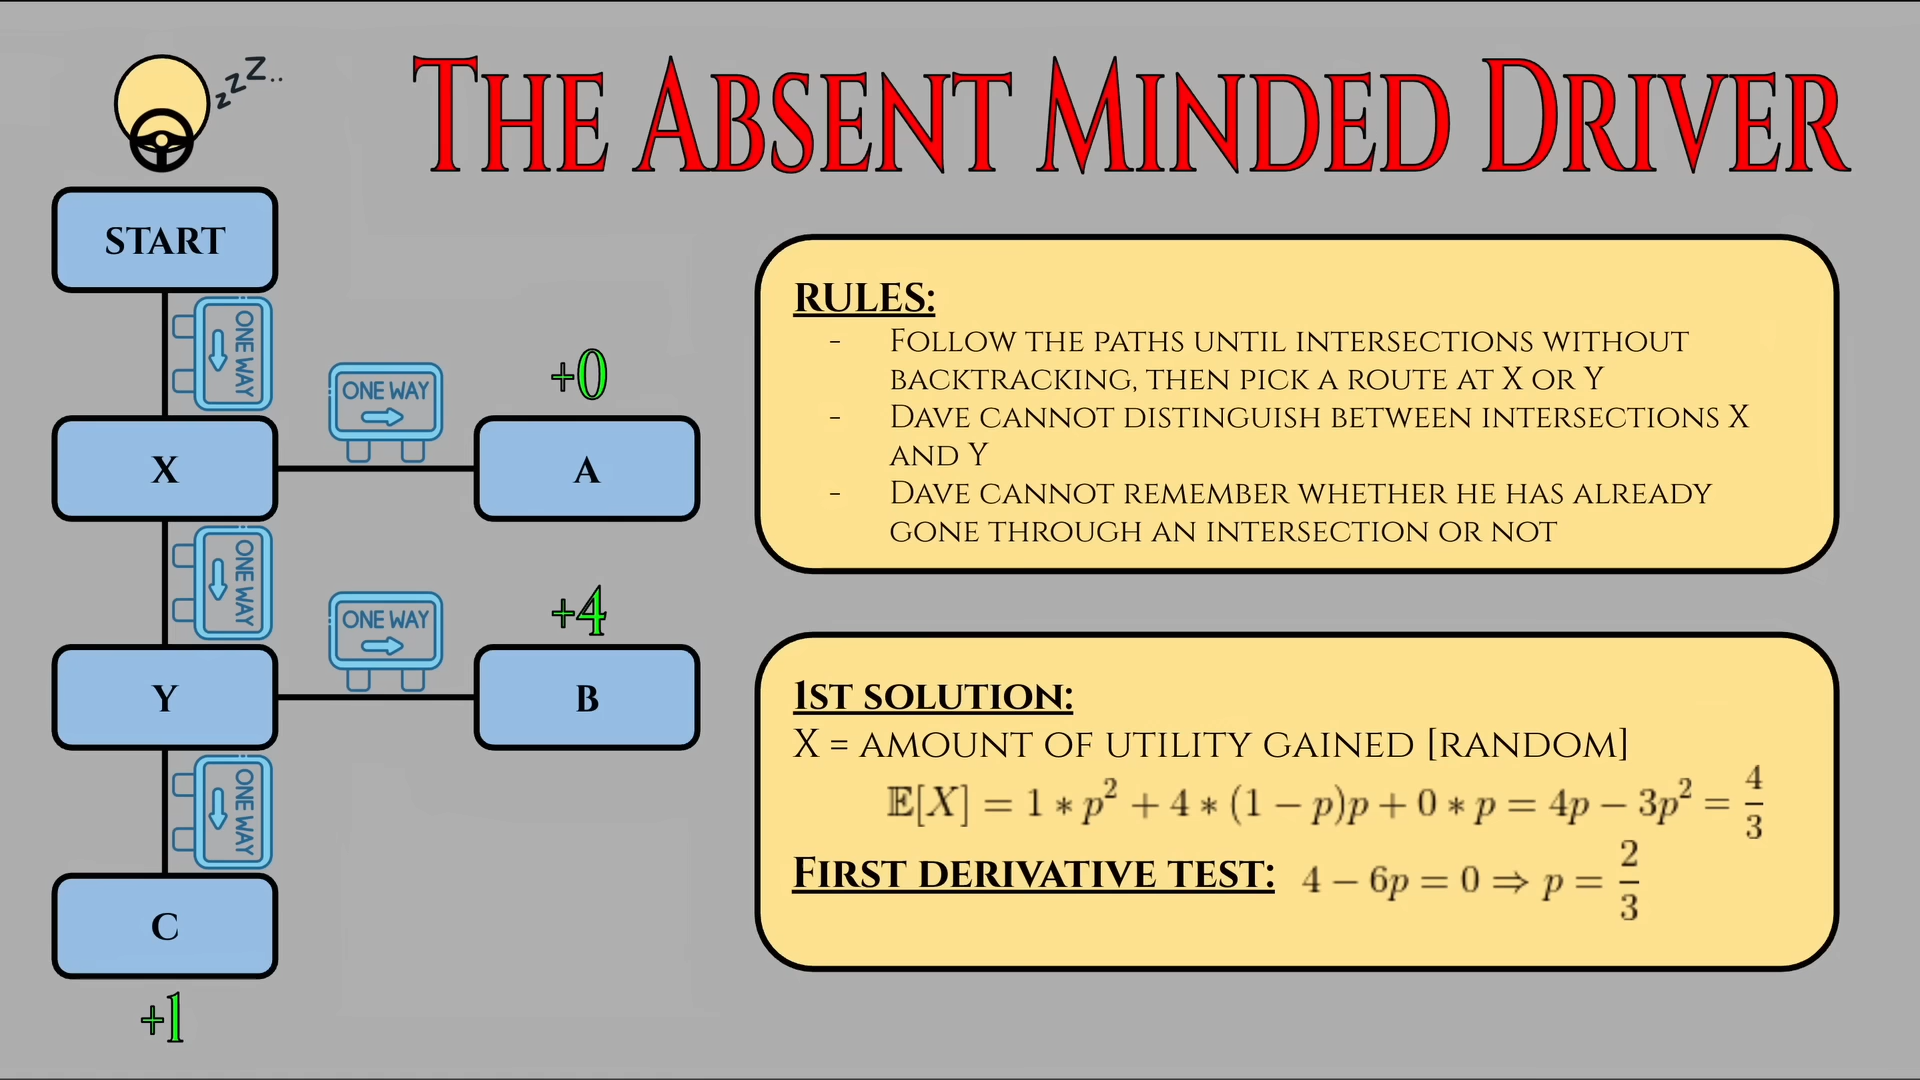 zzZ..
THE ABSENT MINDED DRIVER
START
ONE WAY
ONE WAY
+0
X
A
ONE WAY
ONE WAY
+4
Y
B
ONE WAY
C
+1
RULES:
- FOLLOW THE PATHS UNTIL INTERSECTIONS WITHOUT
BACKTRACKING, THEN PICK A ROUTE AT X OR Y
- DAVE CANNOT DISTINGUISH BETWEEN INTERSECTIONS X
AND Y
- DAVE CANNOT REMEMBER WHETHER HE HAS ALREADY
GONE THROUGH AN INTERSECTION OR NOT
1ST SOLUTION:
X = AMOUNT OF UTILITY GAINED [RANDOM]
𝔼[X] = 1 * p² + 4 * (1 − p)p + 0 * p = 4p − 3p² = 4/3
FIRST DERIVATIVE TEST: 4 − 6p = 0 ⇒ p = 2/3